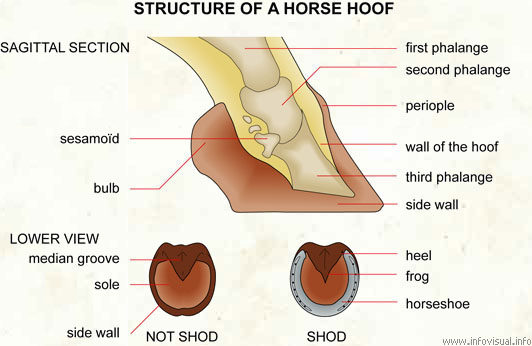 STRUCTURE OF A HORSE HOOF
SAGITTAL SECTION
first phalange
second phalange
periople
sesamoïd
wall of the hoof
third phalange
bulb
side wall
LOWER VIEW
median groove
heel
sole
frog
horseshoe
side wall
NOT SHOD
SHOD
www.infovisual.info